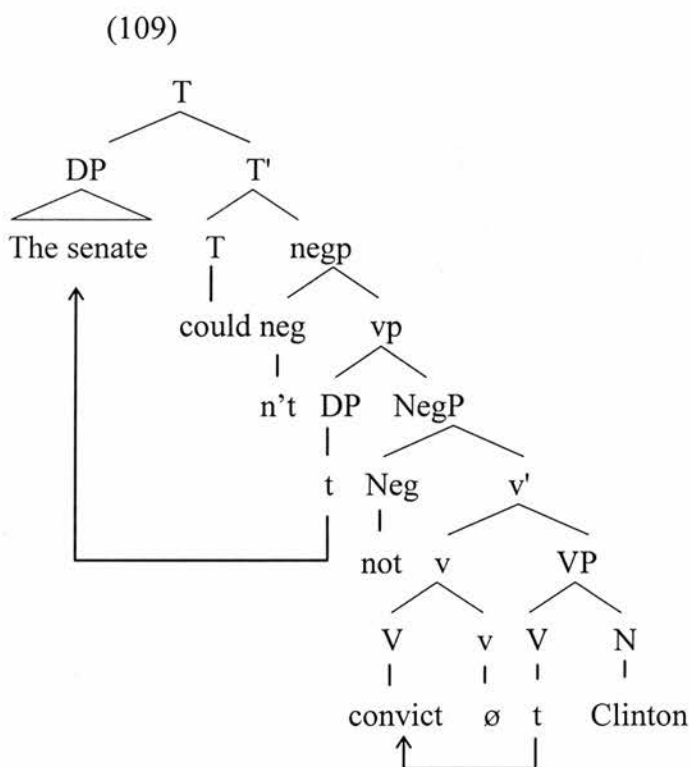 (109)
T
DP T'
The senate T negp
could neg vp
n't DP NegP
t Neg v'
not v VP
V v V N
convict ø t Clinton